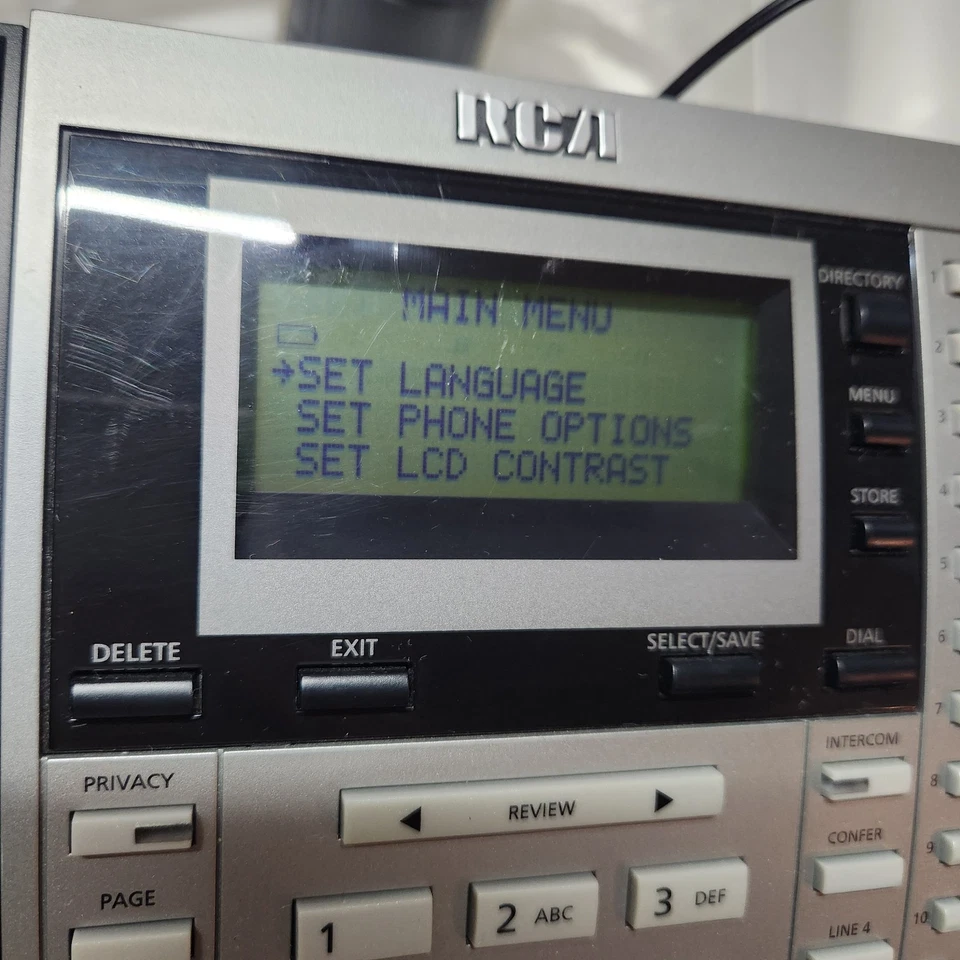 RCA
DIRECTORY
MAIN MENU
→SET LANGUAGE
SET PHONE OPTIONS
SET LCD CONTRAST
MENU
STORE
DELETE
EXIT
SELECT/SAVE
DIAL
PRIVACY
◀ REVIEW ▶
INTERCOM
CONFER
PAGE
1
2 ABC
3 DEF
LINE 4
1
2
3
4
5
6
7
8
9
10